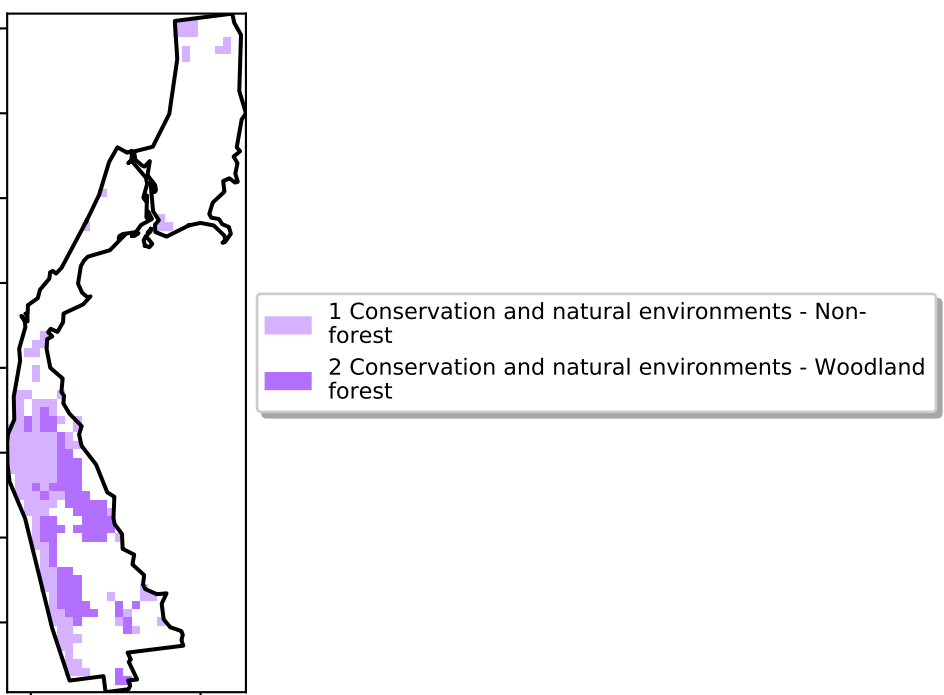 1 Conservation and natural environments - Non-
forest
2 Conservation and natural environments - Woodland
forest